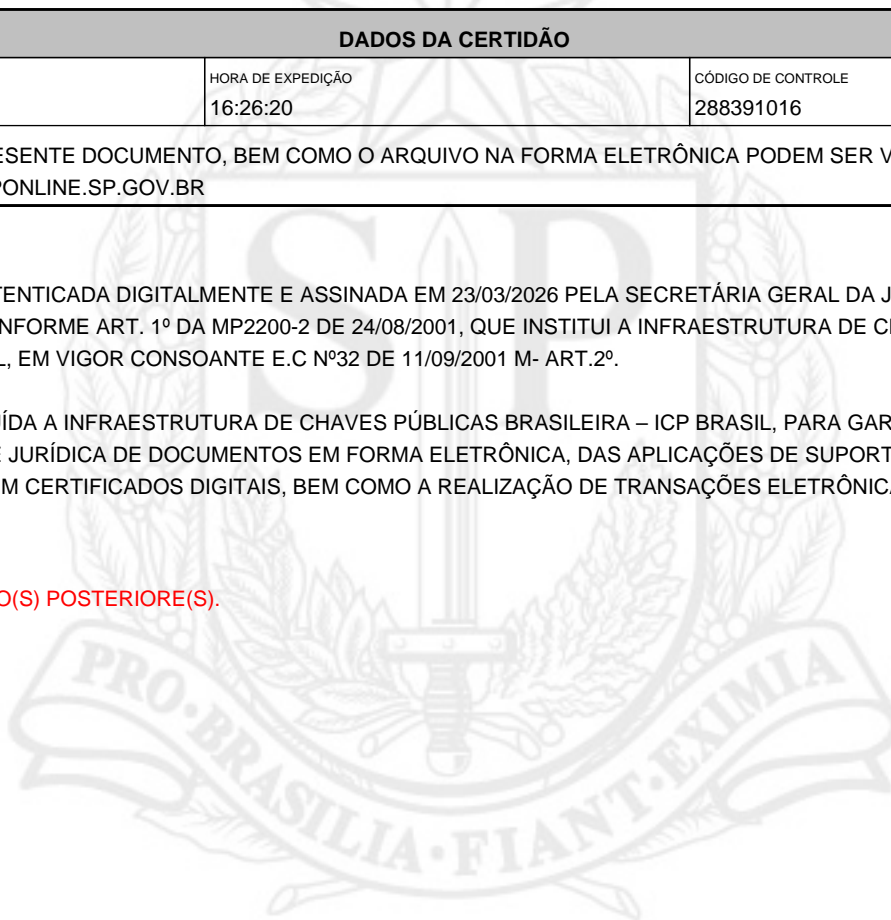 DADOS DA CERTIDÃO
HORA DE EXPEDIÇÃO
CÓDIGO DE CONTROLE
16:26:20
288391016
ESENTE DOCUMENTO, BEM COMO O ARQUIVO NA FORMA ELETRÔNICA PODEM SER V
PONLINE.SP.GOV.BR
TENTICADA DIGITALMENTE E ASSINADA EM 23/03/2026 PELA SECRETÁRIA GERAL DA J
NFORME ART. 1º DA MP2200-2 DE 24/08/2001, QUE INSTITUI A INFRAESTRUTURA DE C
L, EM VIGOR CONSOANTE E.C Nº32 DE 11/09/2001 M- ART.2º.
ÍDA A INFRAESTRUTURA DE CHAVES PÚBLICAS BRASILEIRA – ICP BRASIL, PARA GAR
E JURÍDICA DE DOCUMENTOS EM FORMA ELETRÔNICA, DAS APLICAÇÕES DE SUPORT
M CERTIFICADOS DIGITAIS, BEM COMO A REALIZAÇÃO DE TRANSAÇÕES ELETRÔNICA
O(S) POSTERIORE(S).
SP
PRO·BRASILIA·FIANT·EXIMIA